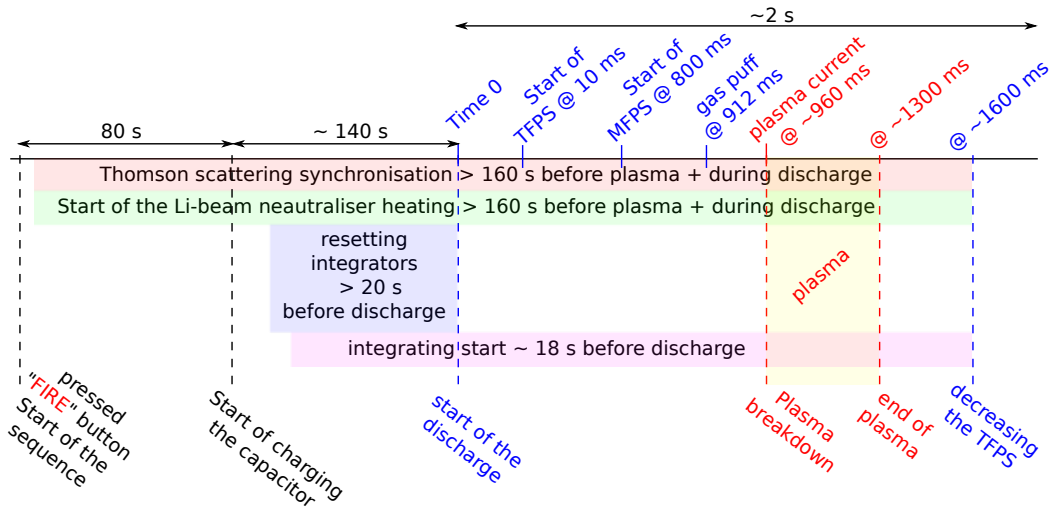 ~2 s
80 s
~ 140 s
Time 0
Start of
TFPS @ 10 ms
Start of
MFPS @ 800 ms
gas puff
@ 912 ms
plasma current
@ ~960 ms
@ ~1300 ms
@ ~1600 ms
Thomson scattering synchronisation > 160 s before plasma + during discharge
Start of the Li-beam neautraliser heating > 160 s before plasma + during discharge
resetting
integrators
> 20 s
before discharge
plasma
integrating start ~ 18 s before discharge
pressed
"FIRE" button
Start of the
sequence
Start of charging
the capacitor
start of the
discharge
Plasma
breakdown
end of
plasma
decreasing
the TFPS